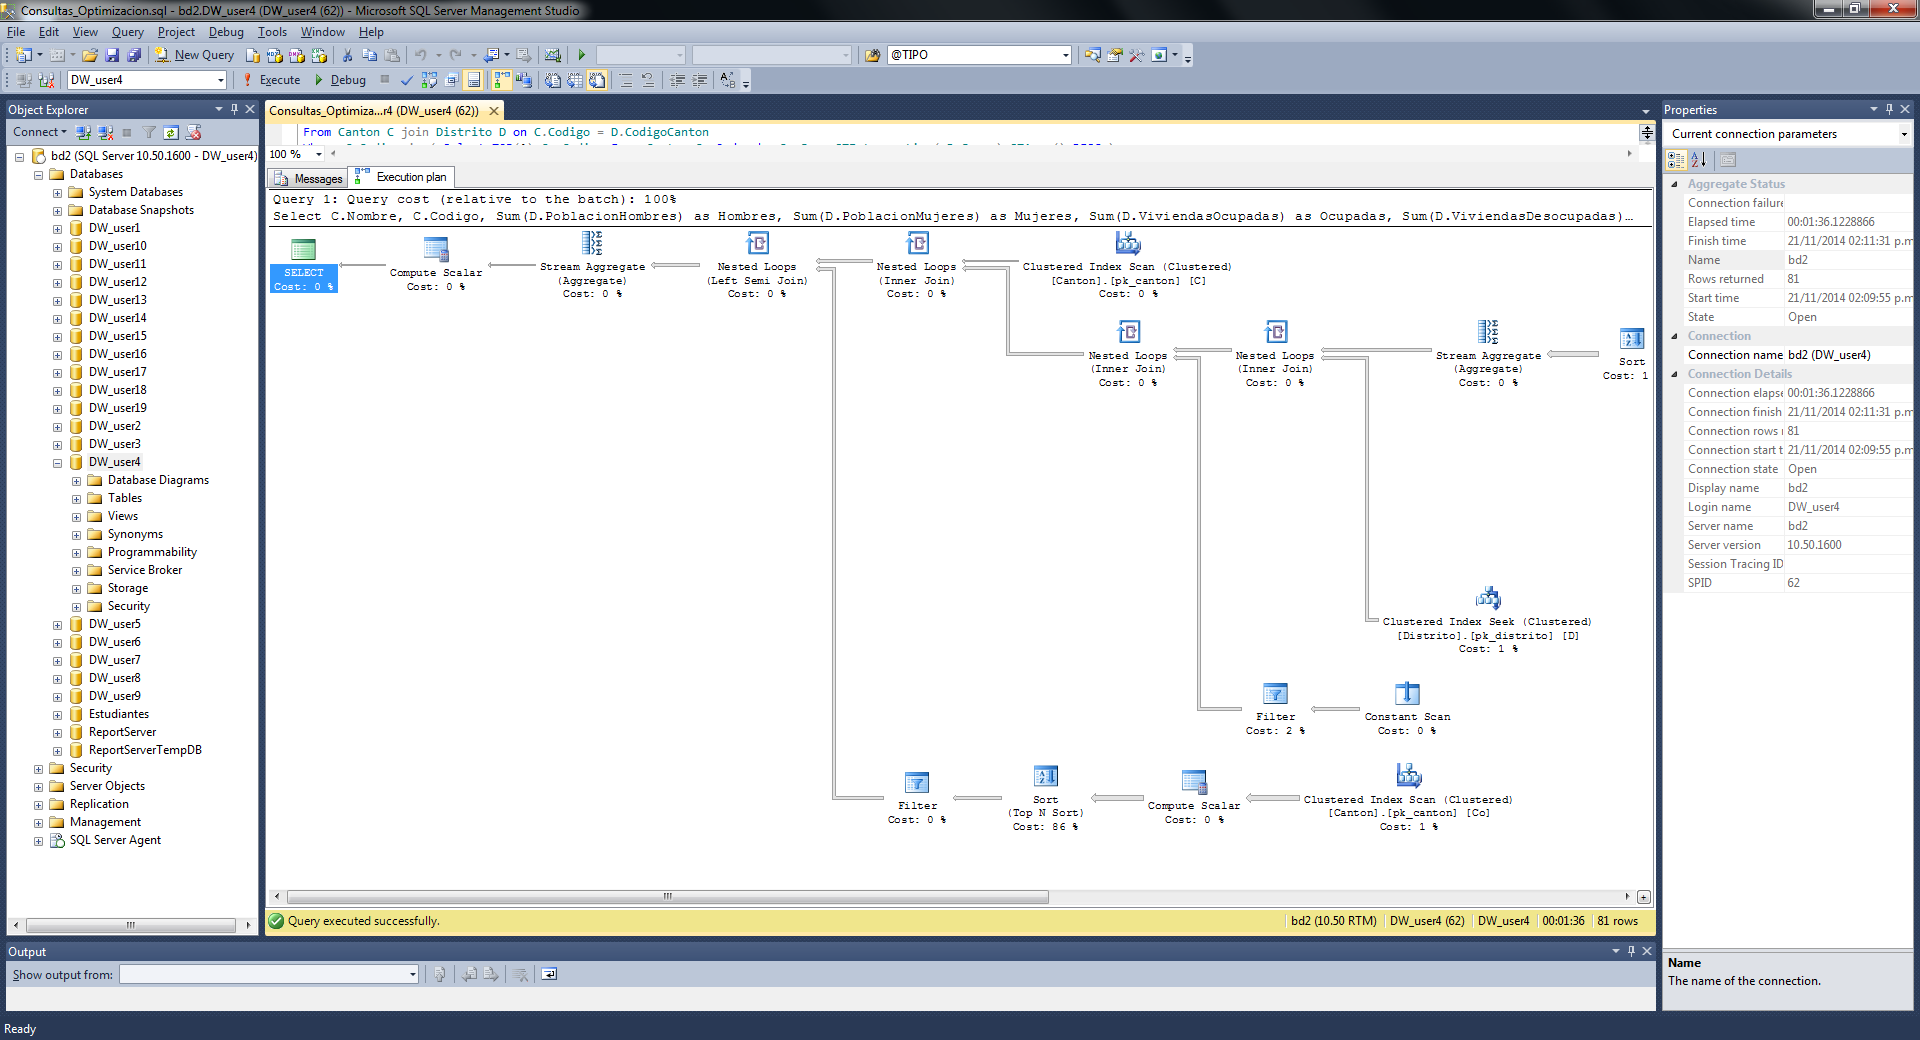 Consultas_Optimizacion.sql - bd2.DW_user4 (DW_user4 (62)) - Microsoft SQL Server Management Studio
File Edit View Query Project Debug Tools Window Help
New Query @TIPO
DW_user4 Execute Debug
Object Explorer
Connect
bd2 (SQL Server 10.50.1600 - DW_user4)
Databases
System Databases
Database Snapshots
DW_user1
DW_user10
DW_user11
DW_user12
DW_user13
DW_user14
DW_user15
DW_user16
DW_user17
DW_user18
DW_user19
DW_user2
DW_user3
DW_user4
Database Diagrams
Tables
Views
Synonyms
Programmability
Service Broker
Storage
Security
DW_user5
DW_user6
DW_user7
DW_user8
DW_user9
Estudiantes
ReportServer
ReportServerTempDB
Security
Server Objects
Replication
Management
SQL Server Agent
Consultas_Optimiza...r4 (DW_user4 (62))
From Canton C join Distrito D on C.Codigo = D.CodigoCanton
100 %
Messages Execution plan
Query 1: Query cost (relative to the batch): 100%
Select C.Nombre, C.Codigo, Sum(D.PoblacionHombres) as Hombres, Sum(D.PoblacionMujeres) as Mujeres, Sum(D.ViviendasOcupadas) as Ocupadas, Sum(D.ViviendasDesocupadas)...
SELECT
Cost: 0 %
Compute Scalar
Cost: 0 %
Stream Aggregate
(Aggregate)
Cost: 0 %
Nested Loops
(Left Semi Join)
Cost: 0 %
Nested Loops
(Inner Join)
Cost: 0 %
Clustered Index Scan (Clustered)
[Canton].[pk_canton] [C]
Cost: 0 %
Nested Loops
(Inner Join)
Cost: 0 %
Nested Loops
(Inner Join)
Cost: 0 %
Stream Aggregate
(Aggregate)
Cost: 0 %
Sort
Cost: 1
Clustered Index Seek (Clustered)
[Distrito].[pk_distrito] [D]
Cost: 1 %
Filter
Cost: 2 %
Constant Scan
Cost: 0 %
Filter
Cost: 0 %
Sort
(Top N Sort)
Cost: 86 %
Compute Scalar
Cost: 0 %
Clustered Index Scan (Clustered)
[Canton].[pk_canton] [Co]
Cost: 1 %
Query executed successfully. bd2 (10.50 RTM) DW_user4 (62) DW_user4 00:01:36 81 rows
Output
Show output from:
Ready
Properties
Current connection parameters
Aggregate Status
Connection failure
Elapsed time 00:01:36.1228866
Finish time 21/11/2014 02:11:31 p.m
Name bd2
Rows returned 81
Start time 21/11/2014 02:09:55 p.m
State Open
Connection
Connection name bd2 (DW_user4)
Connection Details
Connection elapse 00:01:36.1228866
Connection finish 21/11/2014 02:11:31 p.m
Connection rows 81
Connection start t 21/11/2014 02:09:55 p.m
Connection state Open
Display name bd2
Login name DW_user4
Server name bd2
Server version 10.50.1600
Session Tracing ID
SPID 62
Name
The name of the connection.